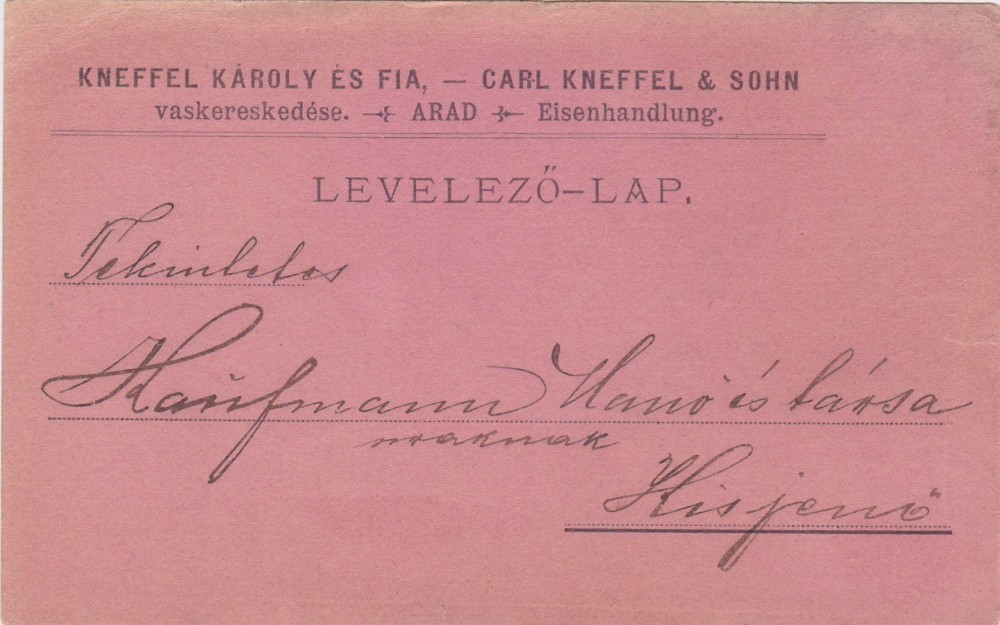 KNEFFEL KÁROLY ÉS FIA, — CARL KNEFFEL & SOHN
vaskereskedése. ARAD Eisenhandlung.
LEVELEZŐ-LAP.
Tekintetes
Kaufmann Manó és társa
uraknak
Kisjenő